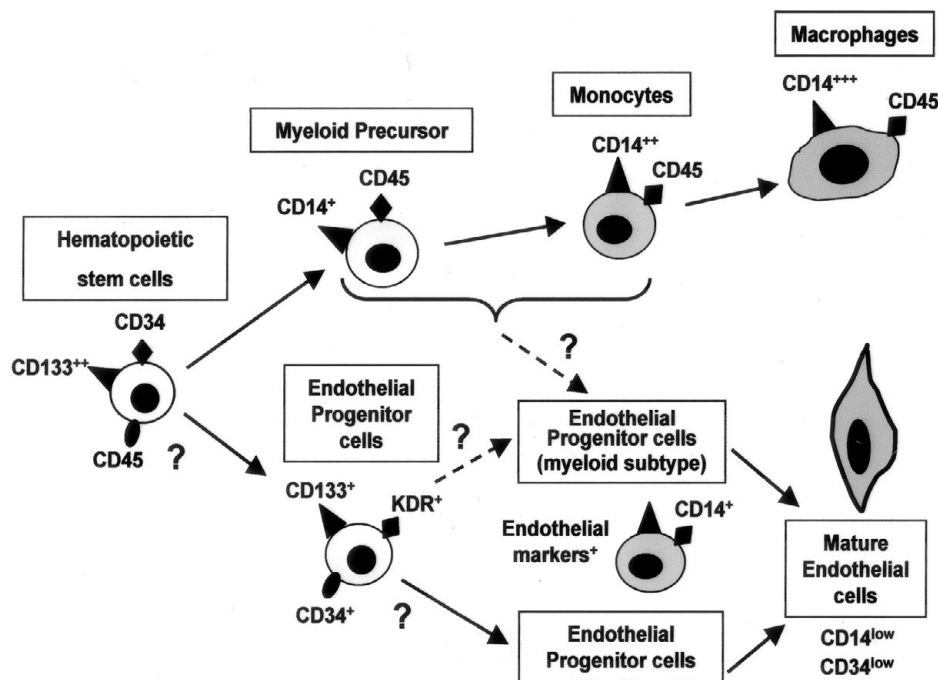 Macrophages
CD14+++
CD45
Monocytes
CD14++
CD45
Myeloid Precursor
CD45
CD14+
Hematopoietic
stem cells
CD34
CD133++
CD45
?
Endothelial
Progenitor
cells
CD133+
KDR+
CD34+
?
?
?
Endothelial
Progenitor cells
(myeloid subtype)
Endothelial
markers+
CD14+
Endothelial
Progenitor cells
Mature
Endothelial
cells
CD14low
CD34low